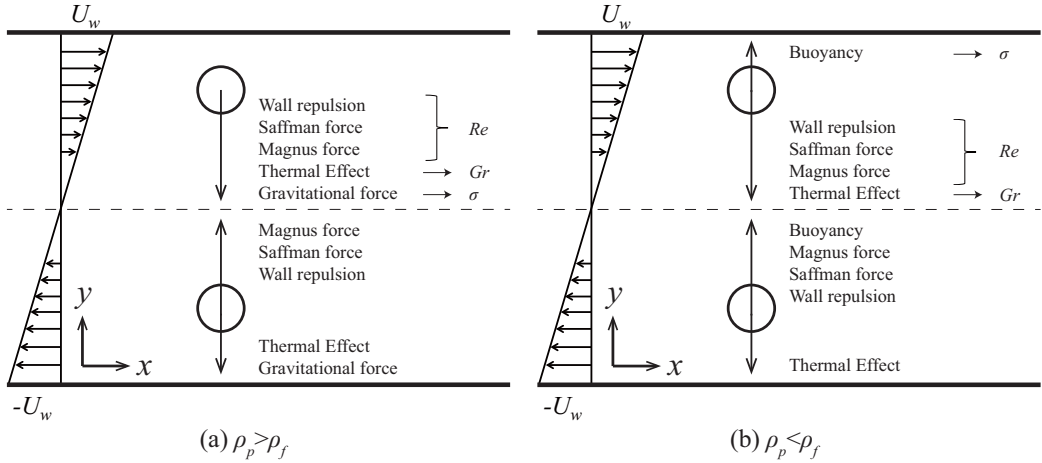 U_w
Wall repulsion
Saffman force
Magnus force
Re
Thermal Effect
Gr
Gravitational force
σ
Magnus force
Saffman force
Wall repulsion
y
x
Thermal Effect
Gravitational force
-U_w
(a) ρ_p>ρ_f
U_w
Buoyancy
σ
Wall repulsion
Saffman force
Magnus force
Re
Thermal Effect
Gr
Buoyancy
Magnus force
Saffman force
Wall repulsion
y
x
Thermal Effect
-U_w
(b) ρ_p<ρ_f